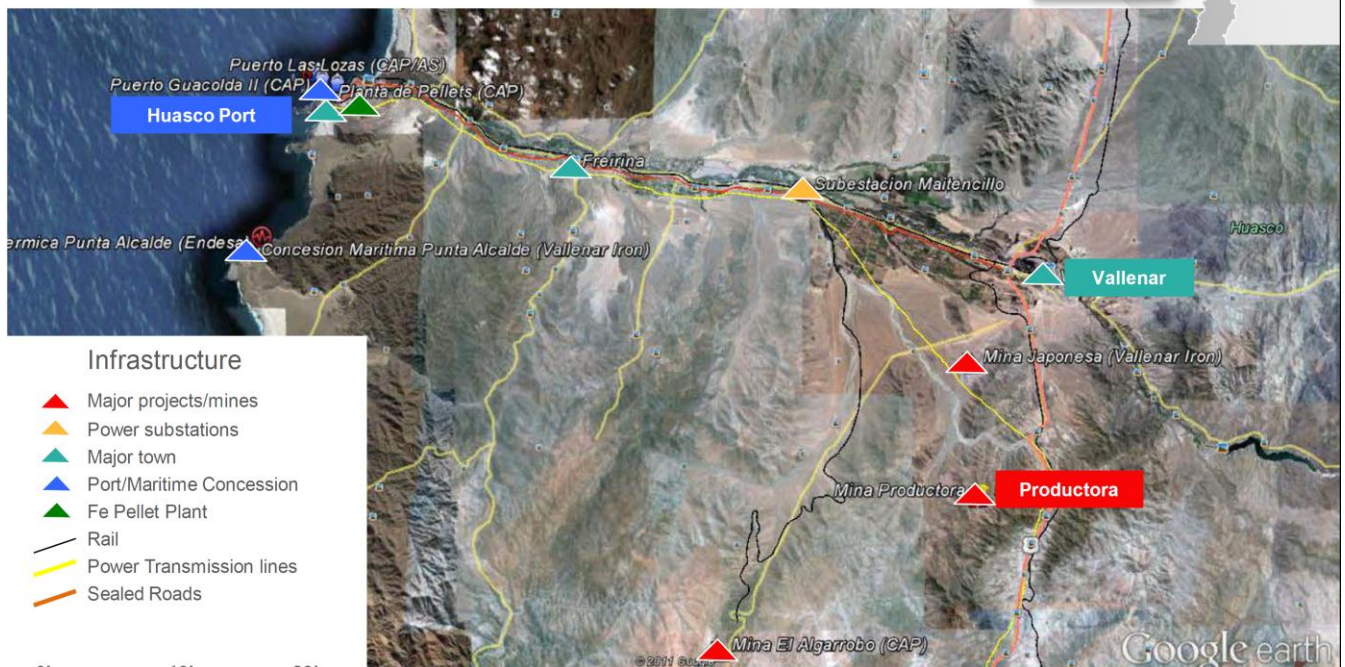 Puerto Las Lozas (CAP/AS)
Puerto Guacolda II (CAP)
Planta de Pellets (CAP)
Huasco Port
Freirina
Subestacion Maitencillo
Huasco
ermica Punta Alcalde (Endesa)
Concesion Maritima Punta Alcalde (Vallenar Iron)
Vallenar
Mina Japonesa (Vallenar Iron)
Mina Productora
Productora
Mina El Algarrobo (CAP)
Infrastructure
Major projects/mines
Power substations
Major town
Port/Maritime Concession
Fe Pellet Plant
Rail
Power Transmission lines
Sealed Roads
Google earth